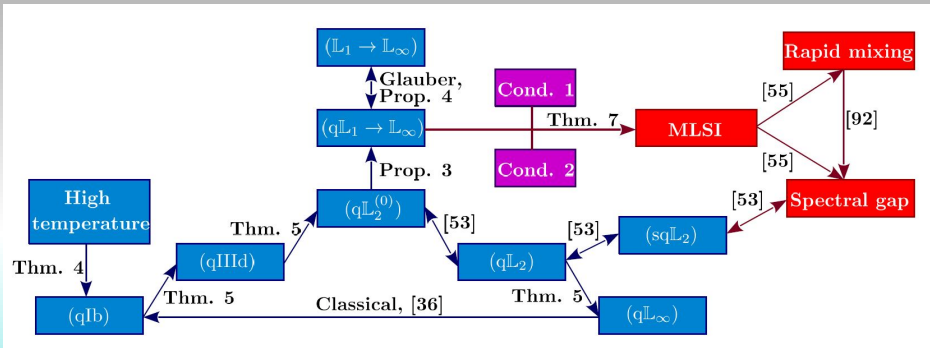 (𝕃₁ → 𝕃∞)
Rapid mixing
Glauber,
Prop. 4
Cond. 1
[55]
(q𝕃₁ → 𝕃∞)
Thm. 7
MLSI
[92]
Prop. 3
Cond. 2
[55]
High
temperature
(q𝕃₂⁽⁰⁾)
[53]
Spectral gap
Thm. 5
[53]
[53]
(sq𝕃₂)
Thm. 4
(qIIId)
(q𝕃₂)
Thm. 5
Classical, [36]
Thm. 5
(qIb)
(q𝕃∞)